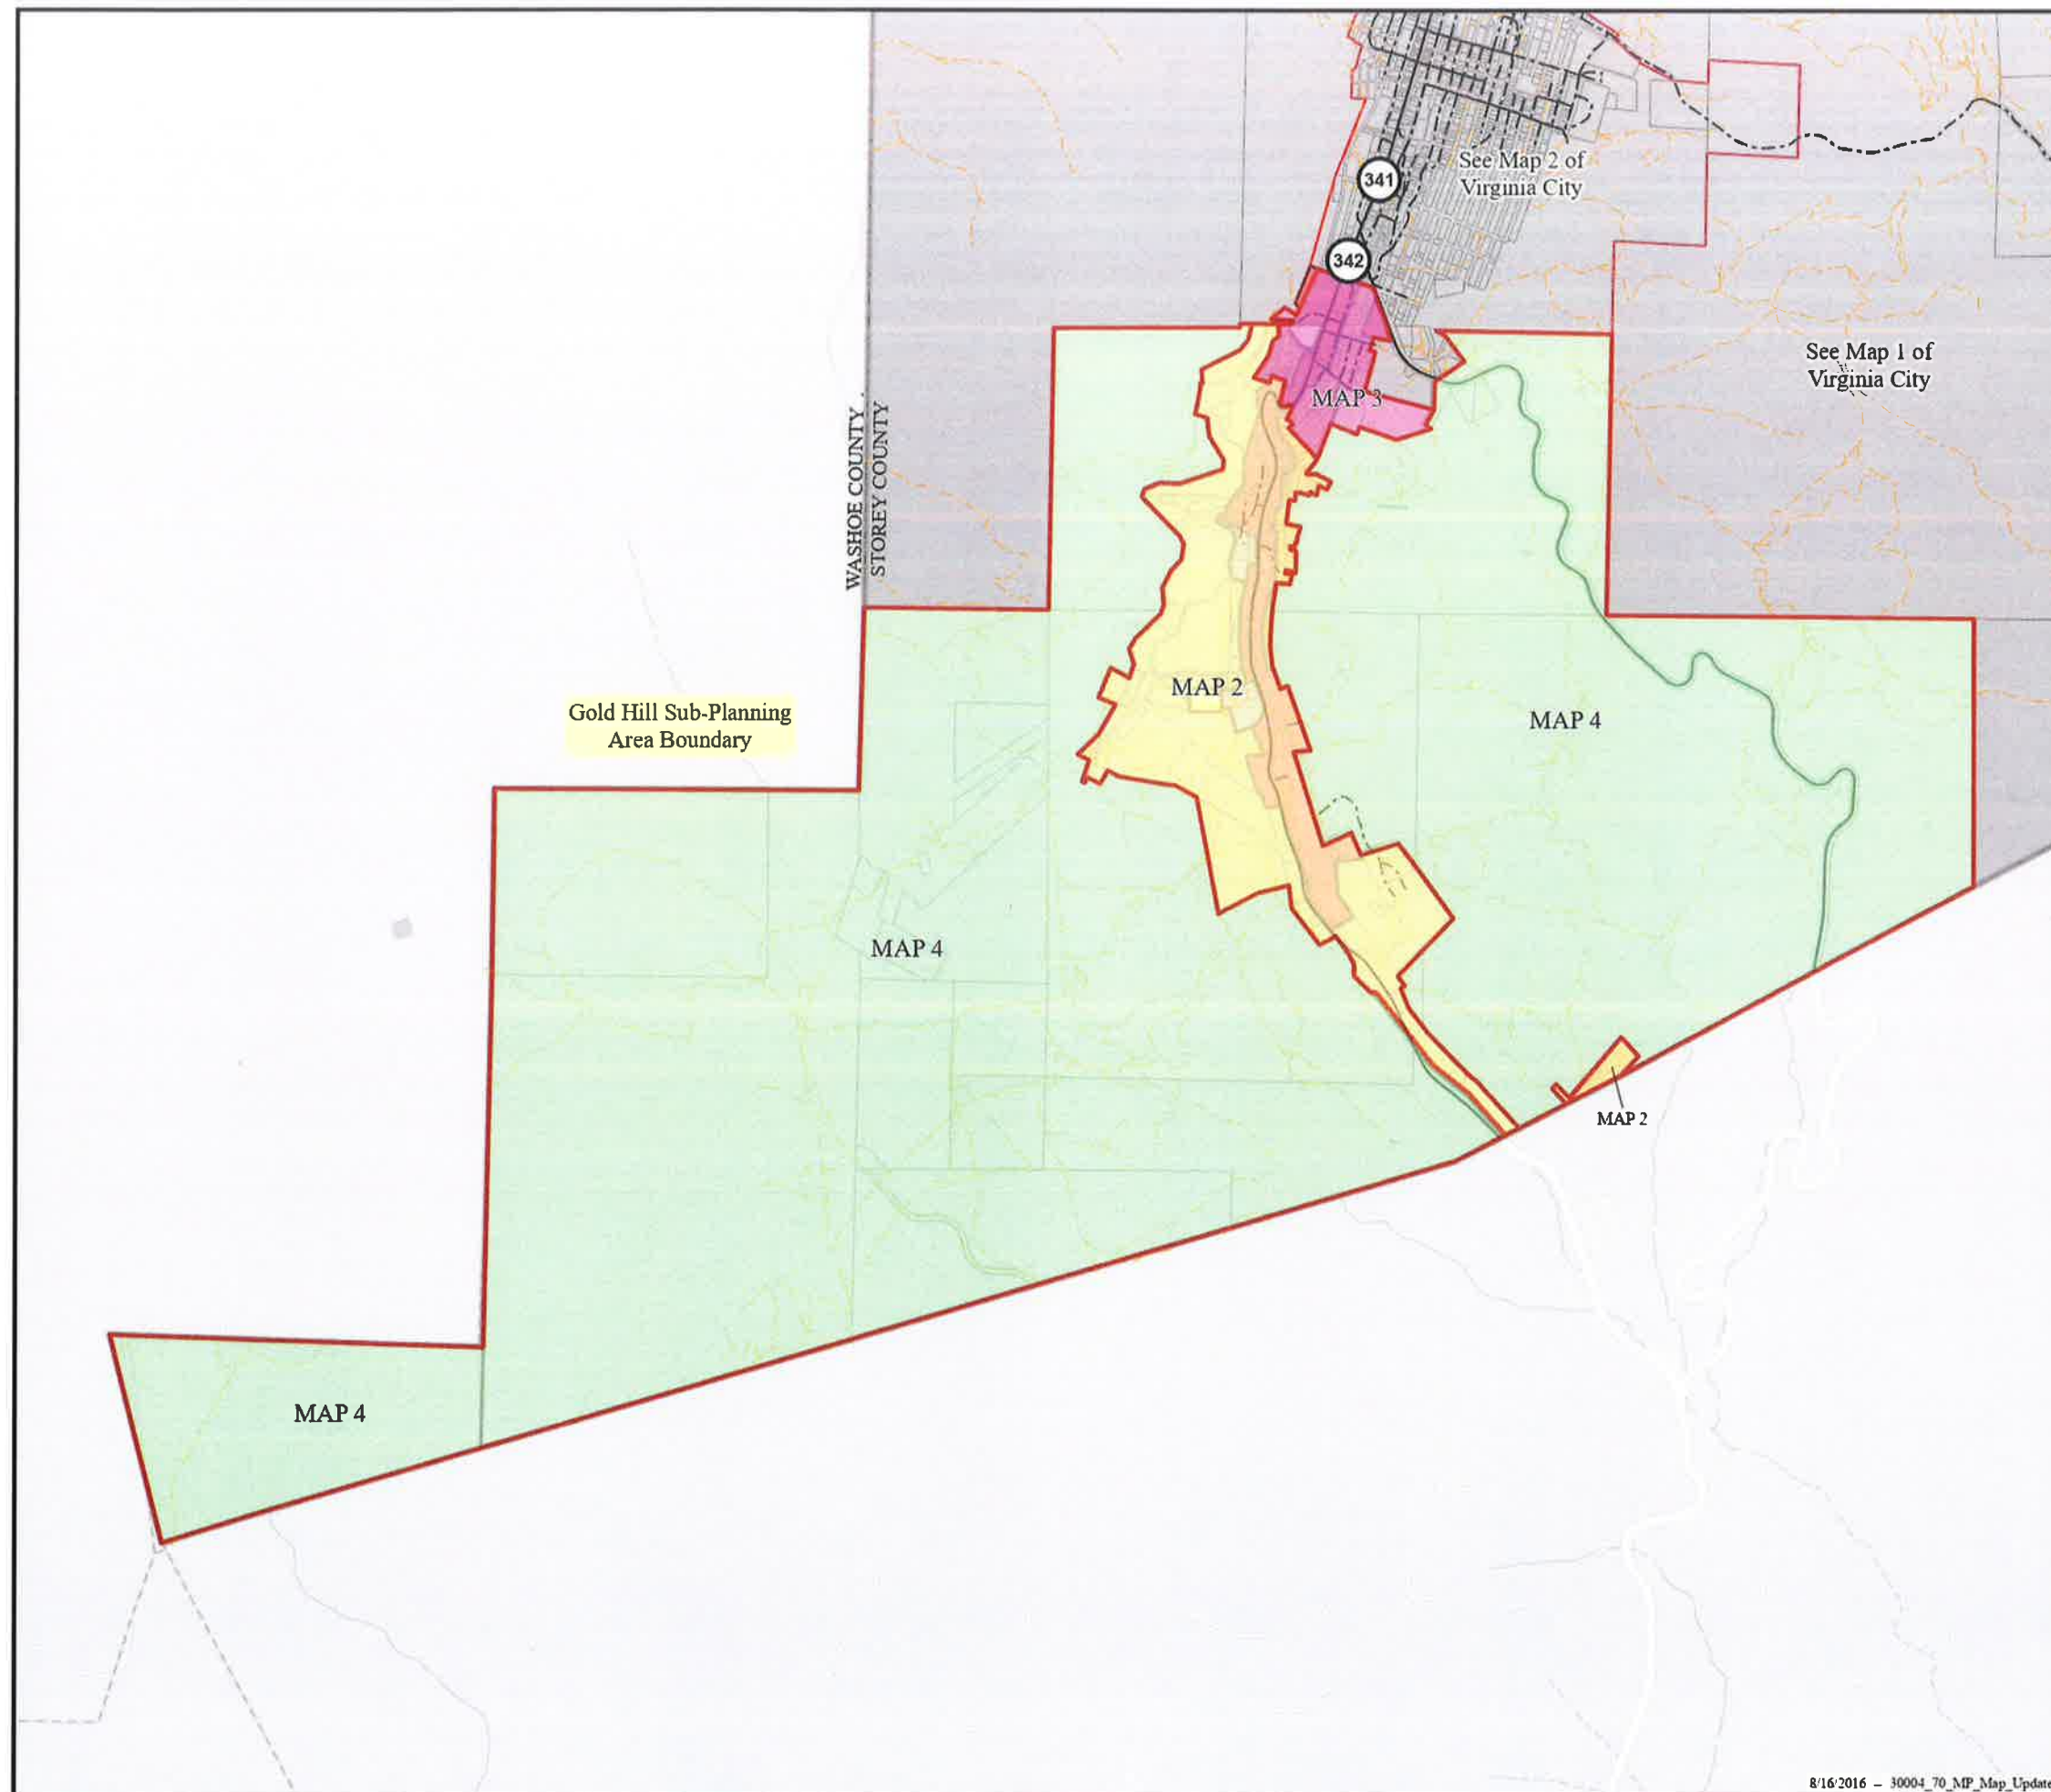 341
See Map 2 of
Virginia City
342
See Map 1 of
Virginia City
MAP 3
WASHOE COUNTY
STOREY COUNTY
MAP 2
Gold Hill Sub-Planning
Area Boundary
MAP 4
MAP 4
MAP 2
MAP 4
8/16/2016 – 30004_70_MP_Map_Update